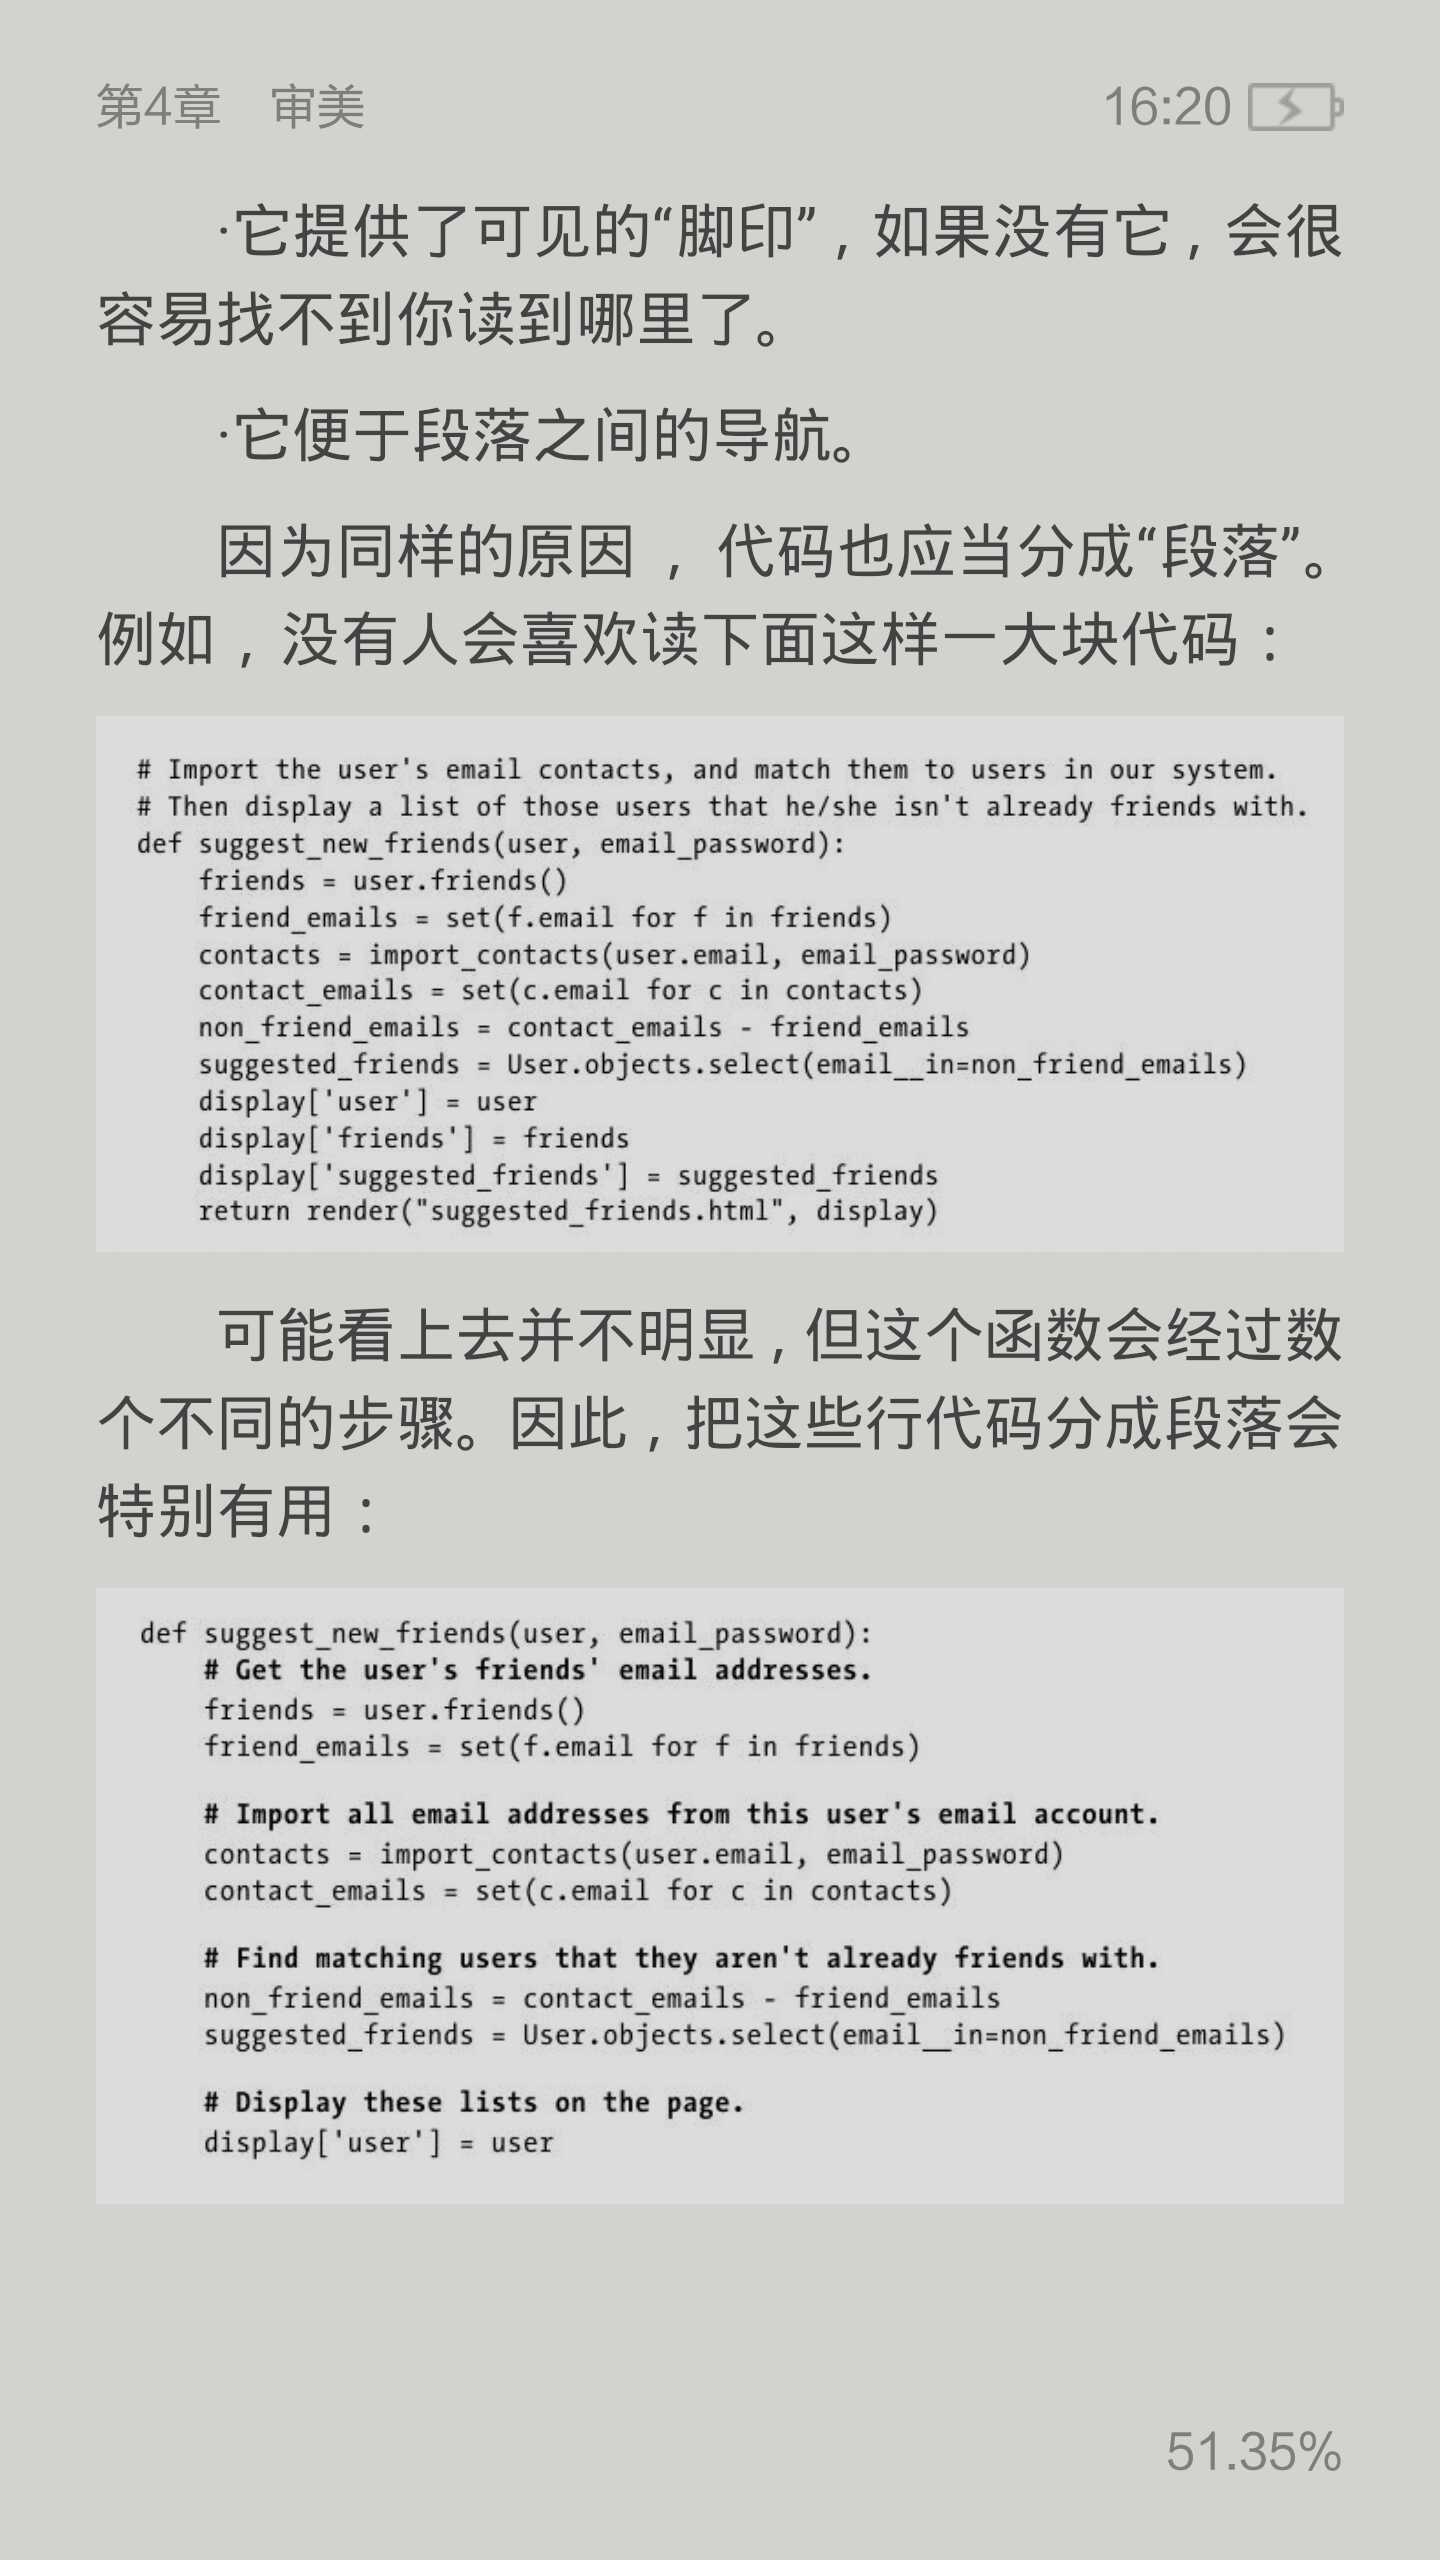 第4章　审美
16:20
·它提供了可见的“脚印”，如果没有它，会很
容易找不到你读到哪里了。
·它便于段落之间的导航。
因为同样的原因，代码也应当分成“段落”。
例如，没有人会喜欢读下面这样一大块代码：
# Import the user's email contacts, and match them to users in our system.
# Then display a list of those users that he/she isn't already friends with.
def suggest_new_friends(user, email_password):
    friends = user.friends()
    friend_emails = set(f.email for f in friends)
    contacts = import_contacts(user.email, email_password)
    contact_emails = set(c.email for c in contacts)
    non_friend_emails = contact_emails - friend_emails
    suggested_friends = User.objects.select(email__in=non_friend_emails)
    display['user'] = user
    display['friends'] = friends
    display['suggested_friends'] = suggested_friends
    return render("suggested_friends.html", display)
可能看上去并不明显，但这个函数会经过数
个不同的步骤。因此，把这些行代码分成段落会
特别有用：
def suggest_new_friends(user, email_password):
    # Get the user's friends' email addresses.
    friends = user.friends()
    friend_emails = set(f.email for f in friends)
    # Import all email addresses from this user's email account.
    contacts = import_contacts(user.email, email_password)
    contact_emails = set(c.email for c in contacts)
    # Find matching users that they aren't already friends with.
    non_friend_emails = contact_emails - friend_emails
    suggested_friends = User.objects.select(email__in=non_friend_emails)
    # Display these lists on the page.
    display['user'] = user
51.35%